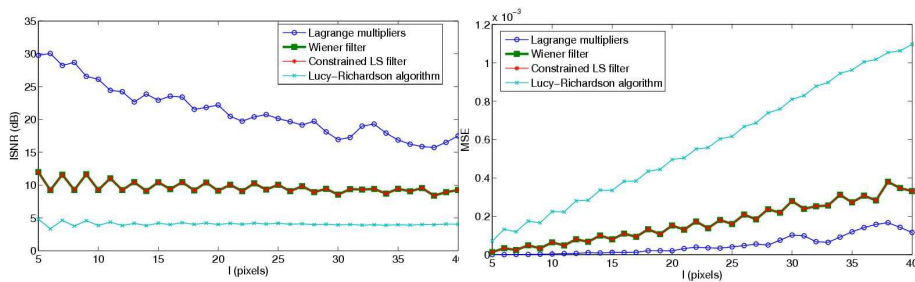 35
30
25
20
15
10
5
0
ISNR (dB)
5 10 15 20 25 30 35 40
l (pixels)
Lagrange multipliers
Wiener filter
Constrained LS filter
Lucy−Richardson algorithm
x 10⁻³
1.2
1
0.8
0.6
0.4
0.2
0
MSE
5 10 15 20 25 30 35 40
l (pixels)
Lagrange multipliers
Wiener filter
Constrained LS filter
Lucy−Richardson algorithm